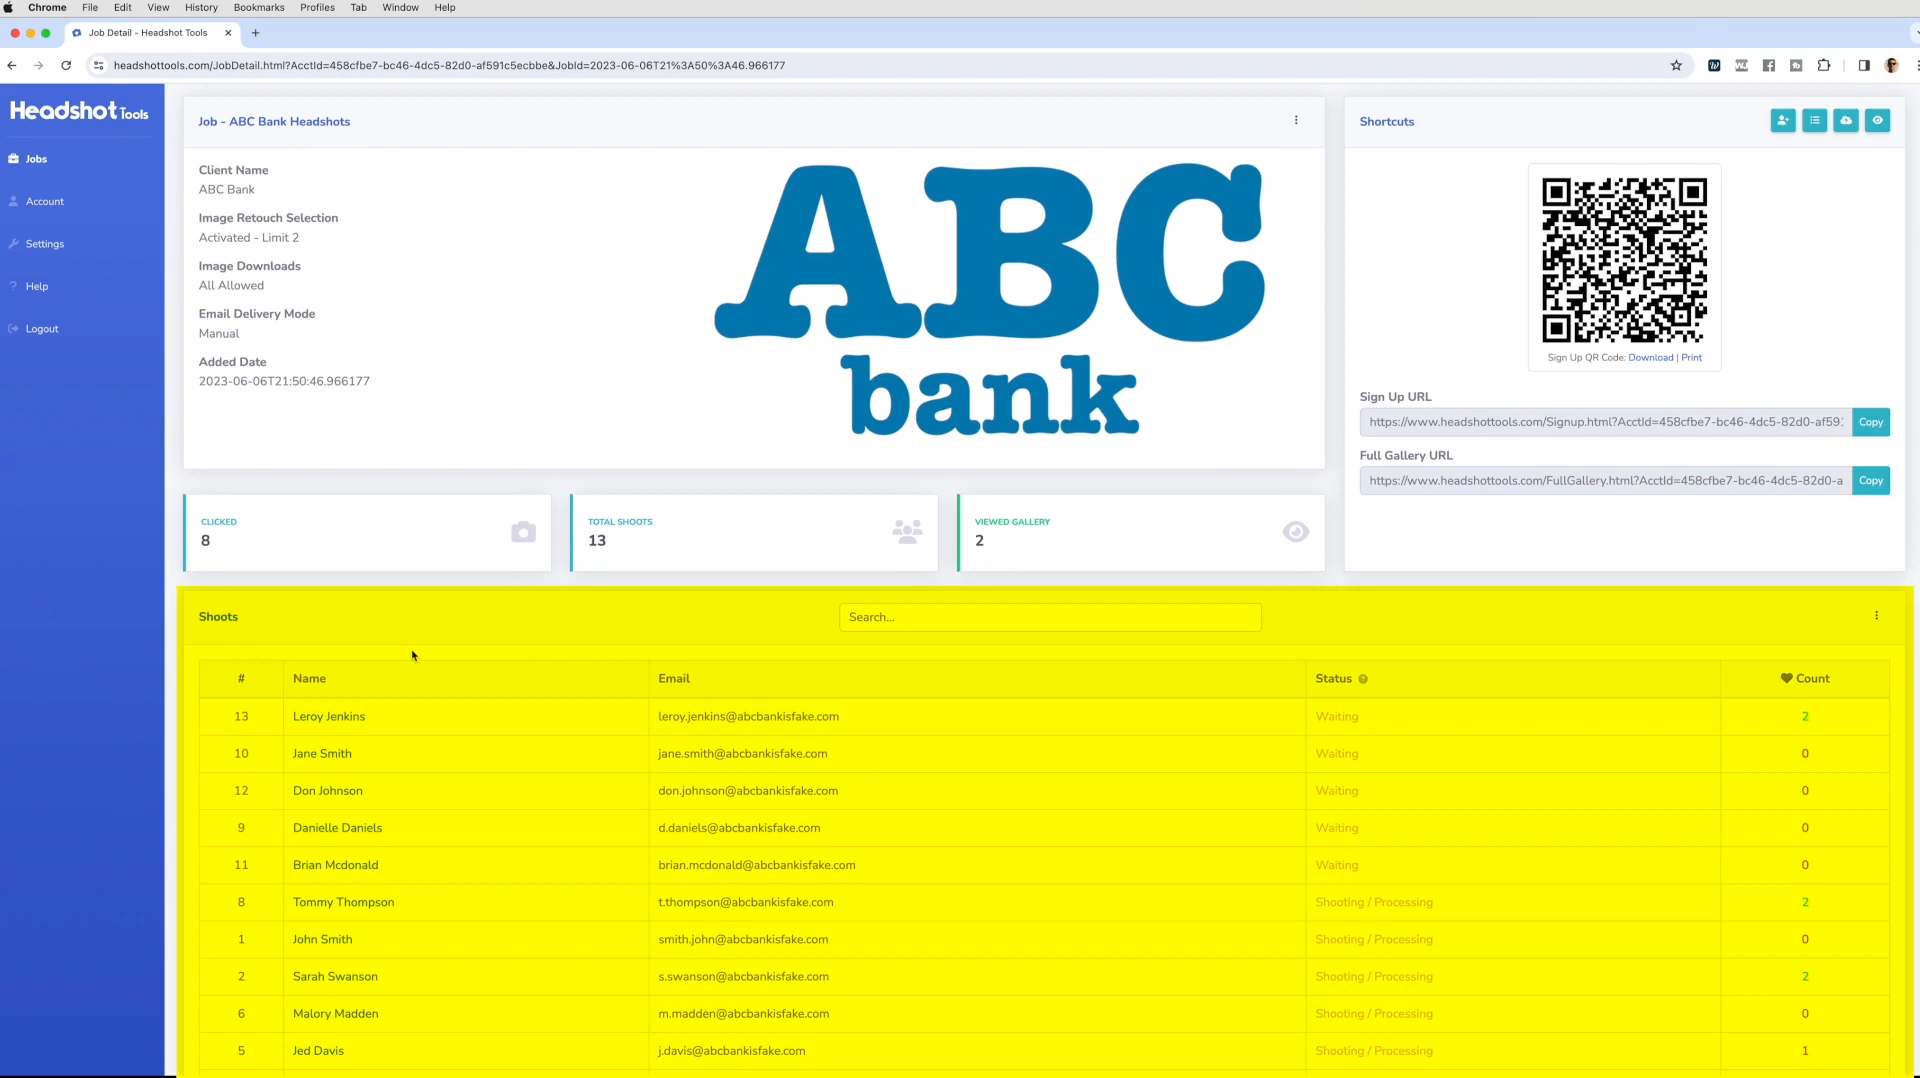 Chrome File Edit View History Bookmarks Profiles Tab Window Help
Job Detail - Headshot Tools
headshottools.com/JobDetail.html?AcctId=458cfbe7-bc46-4dc5-82d0-af591c5ecbbe&JobId=2023-06-06T21%3A50%3A46.966177
Headshot Tools
Jobs
Account
Settings
Help
Logout
Job - ABC Bank Headshots
Client Name
ABC Bank
Image Retouch Selection
Activated - Limit 2
Image Downloads
All Allowed
Email Delivery Mode
Manual
Added Date
2023-06-06T21:50:46.966177
ABC
bank
Shortcuts
Sign Up QR Code: Download | Print
Sign Up URL
https://www.headshottools.com/Signup.html?AcctId=458cfbe7-bc46-4dc5-82d0-af59 Copy
Full Gallery URL
https://www.headshottools.com/FullGallery.html?AcctId=458cfbe7-bc46-4dc5-82d0-a Copy
CLICKED
8
TOTAL SHOOTS
13
VIEWED GALLERY
2
Shoots Search...
# Name Email Status ? Count
13 Leroy Jenkins leroy.jenkins@abcbankisfake.com Waiting 2
10 Jane Smith jane.smith@abcbankisfake.com Waiting 0
12 Don Johnson don.johnson@abcbankisfake.com Waiting 0
9 Danielle Daniels d.daniels@abcbankisfake.com Waiting 0
11 Brian Mcdonald brian.mcdonald@abcbankisfake.com Waiting 0
8 Tommy Thompson t.thompson@abcbankisfake.com Shooting / Processing 2
1 John Smith smith.john@abcbankisfake.com Shooting / Processing 0
2 Sarah Swanson s.swanson@abcbankisfake.com Shooting / Processing 2
6 Malory Madden m.madden@abcbankisfake.com Shooting / Processing 0
5 Jed Davis j.davis@abcbankisfake.com Shooting / Processing 1